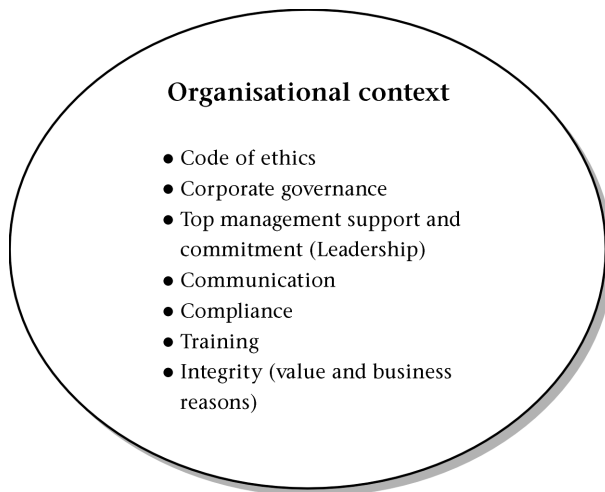 Organisational context
● Code of ethics
● Corporate governance
● Top management support and
commitment (Leadership)
● Communication
● Compliance
● Training
● Integrity (value and business
reasons)